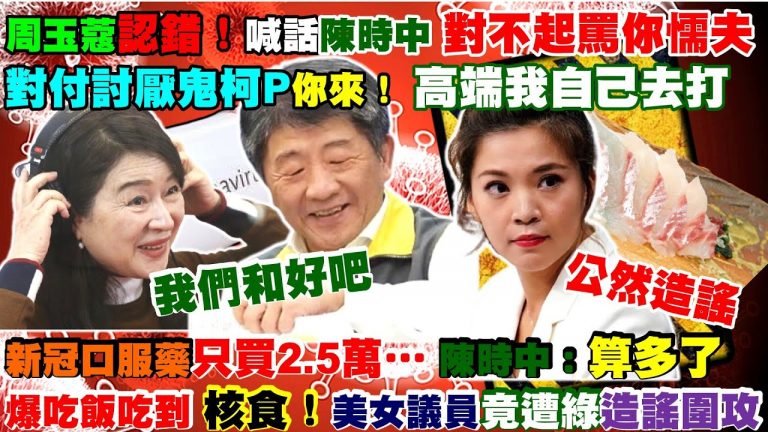 周玉蔻認錯！喊話陳時中 對不起罵你懦夫
對付討厭鬼柯P你來！高端我自己去打
avirus
我們和好吧
公然造謠
新冠口服藥只買2.5萬…陳時中：算多了
爆吃飯吃到 核食！美女議員竟遭綠造謠圍攻